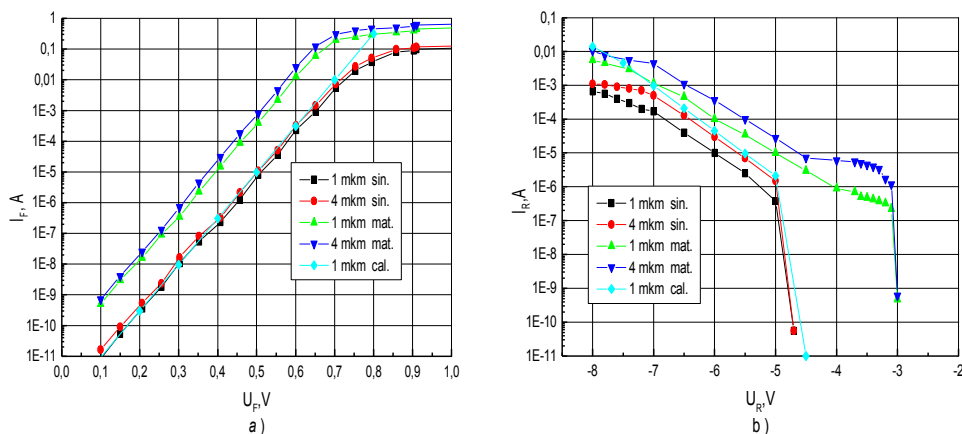 1
0,1
0,01
1E-3
1E-4
1E-5
1E-6
1E-7
1E-8
1E-9
1E-10
1E-11
I_F, A
0,0 0,1 0,2 0,3 0,4 0,5 0,6 0,7 0,8 0,9 1,0
U_F,V
1 mkm sin.
4 mkm sin.
1 mkm mat.
4 mkm mat.
1 mkm cal.
a )
0,1
0,01
1E-3
1E-4
1E-5
1E-6
1E-7
1E-8
1E-9
1E-10
1E-11
I_R,A
-8 -7 -6 -5 -4 -3 -2
U_R,V
1 mkm sin.
4 mkm sin.
1 mkm mat.
4 mkm mat.
1 mkm cal.
b )